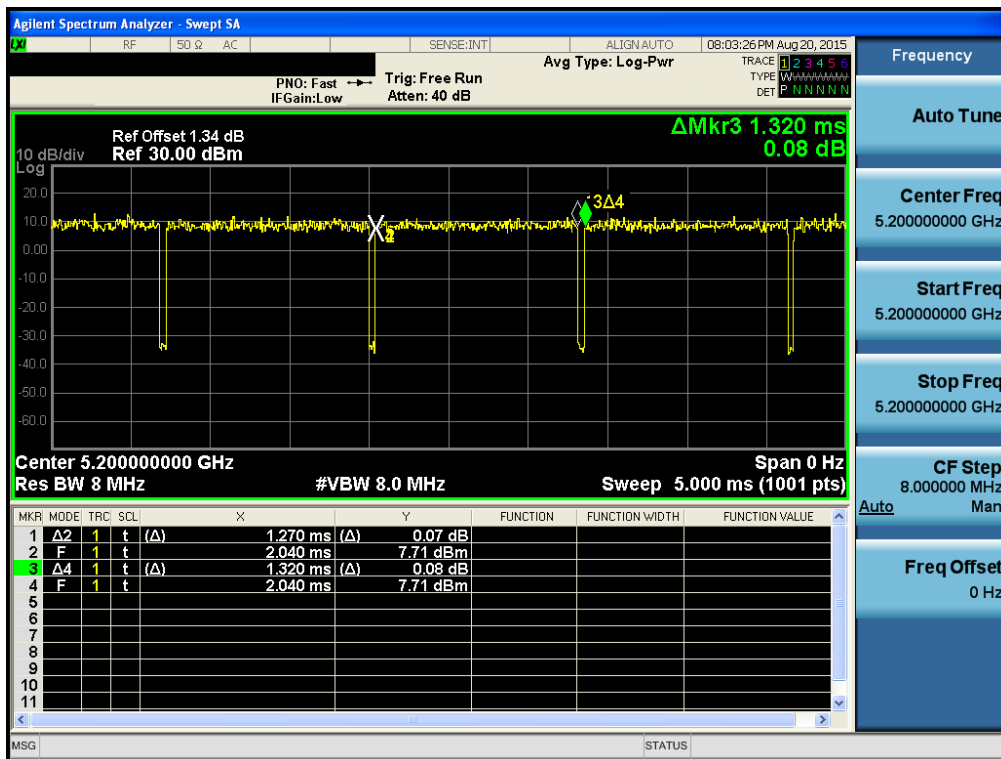 Agilent Spectrum Analyzer - Swept SA
LXI RF 50 Ω AC SENSE:INT ALIGN AUTO 08:03:26 PM Aug 20, 2015
Frequency
Avg Type: Log-Pwr
TRACE 1 2 3 4 5 6
PNO: Fast Trig: Free Run
TYPE WWWWWW
IFGain:Low Atten: 40 dB
DET P N N N N N
Auto Tune
ΔMkr3 1.320 ms
Ref Offset 1.34 dB
0.08 dB
10 dB/div Ref 30.00 dBm
Log
20.0
10.0
0.00
-10.0
-20.0
-30.0
-40.0
-50.0
-60.0
3Δ4
Center Freq
5.200000000 GHz
Start Freq
5.200000000 GHz
Stop Freq
5.200000000 GHz
Center 5.200000000 GHz Span 0 Hz
Res BW 8 MHz #VBW 8.0 MHz Sweep 5.000 ms (1001 pts)
CF Step
8.000000 MHz
Auto Man
MKR MODE TRC SCL X Y FUNCTION FUNCTION WIDTH FUNCTION VALUE
1 Δ2 1 t (Δ) 1.270 ms (Δ) 0.07 dB
2 F 1 t 2.040 ms 7.71 dBm
3 Δ4 1 t (Δ) 1.320 ms (Δ) 0.08 dB
4 F 1 t 2.040 ms 7.71 dBm
5
6
7
8
9
10
11
Freq Offset
0 Hz
MSG STATUS